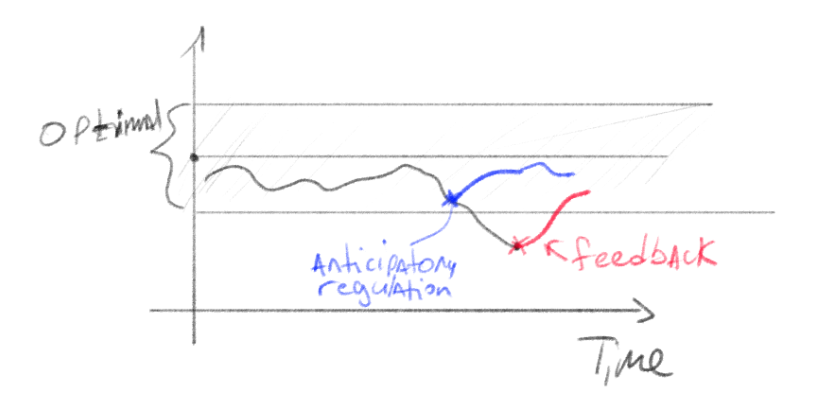 Optimal
Anticipatory
regulation
feedback
Time